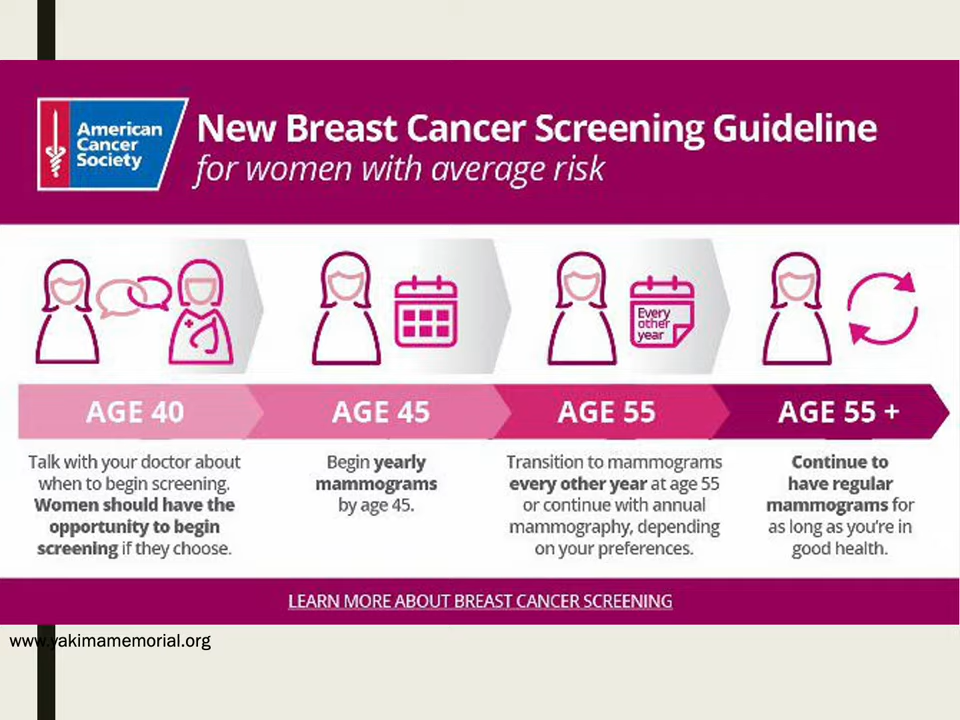 American
Cancer
Society
New Breast Cancer Screening Guideline
for women with average risk
Every
other
year
AGE 40
AGE 45
AGE 55
AGE 55 +
Talk with your doctor about
when to begin screening.
Women should have the
opportunity to begin
screening if they choose.
Begin yearly
mammograms
by age 45.
Transition to mammograms
every other year at age 55
or continue with annual
mammography, depending
on your preferences.
Continue to
have regular
mammograms for
as long as you're in
good health.
LEARN MORE ABOUT BREAST CANCER SCREENING
www.yakimamemorial.org